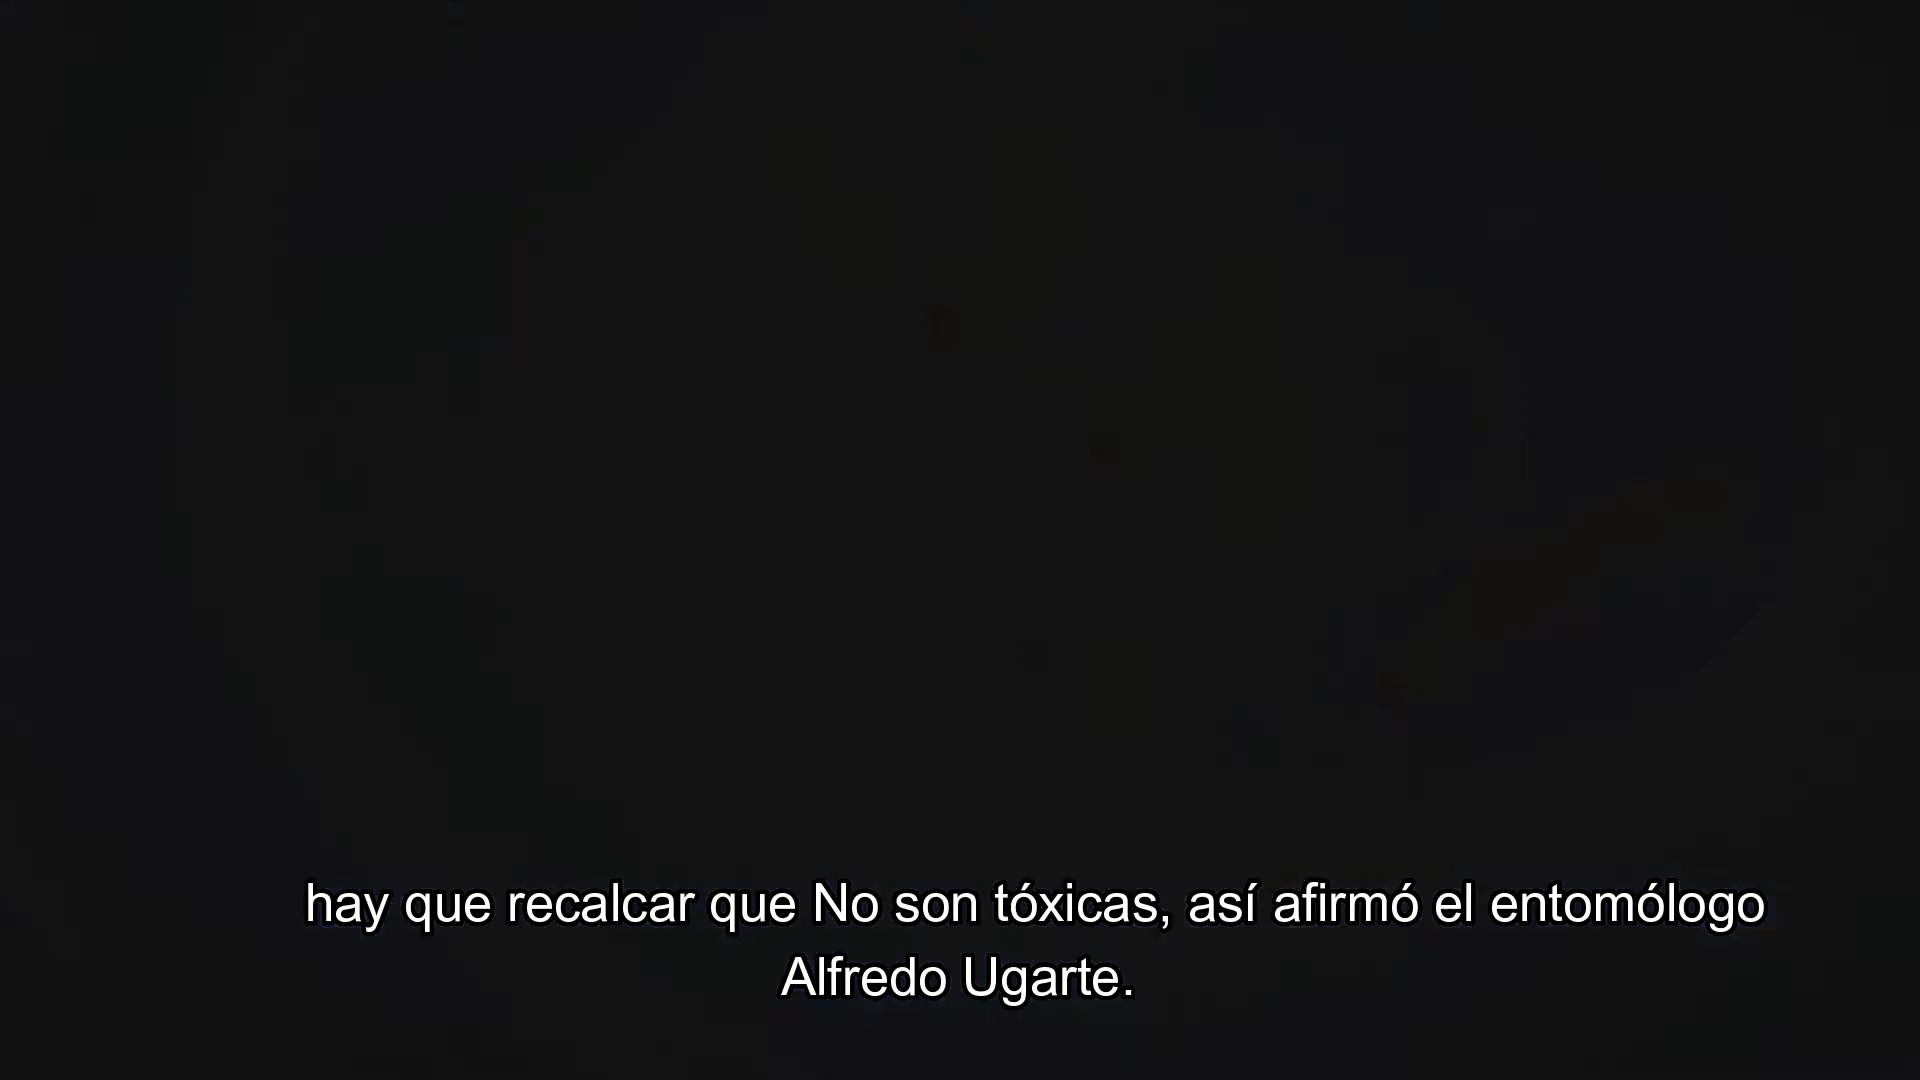 hay que recalcar que No son tóxicas, así afirmó el entomólogo
Alfredo Ugarte.